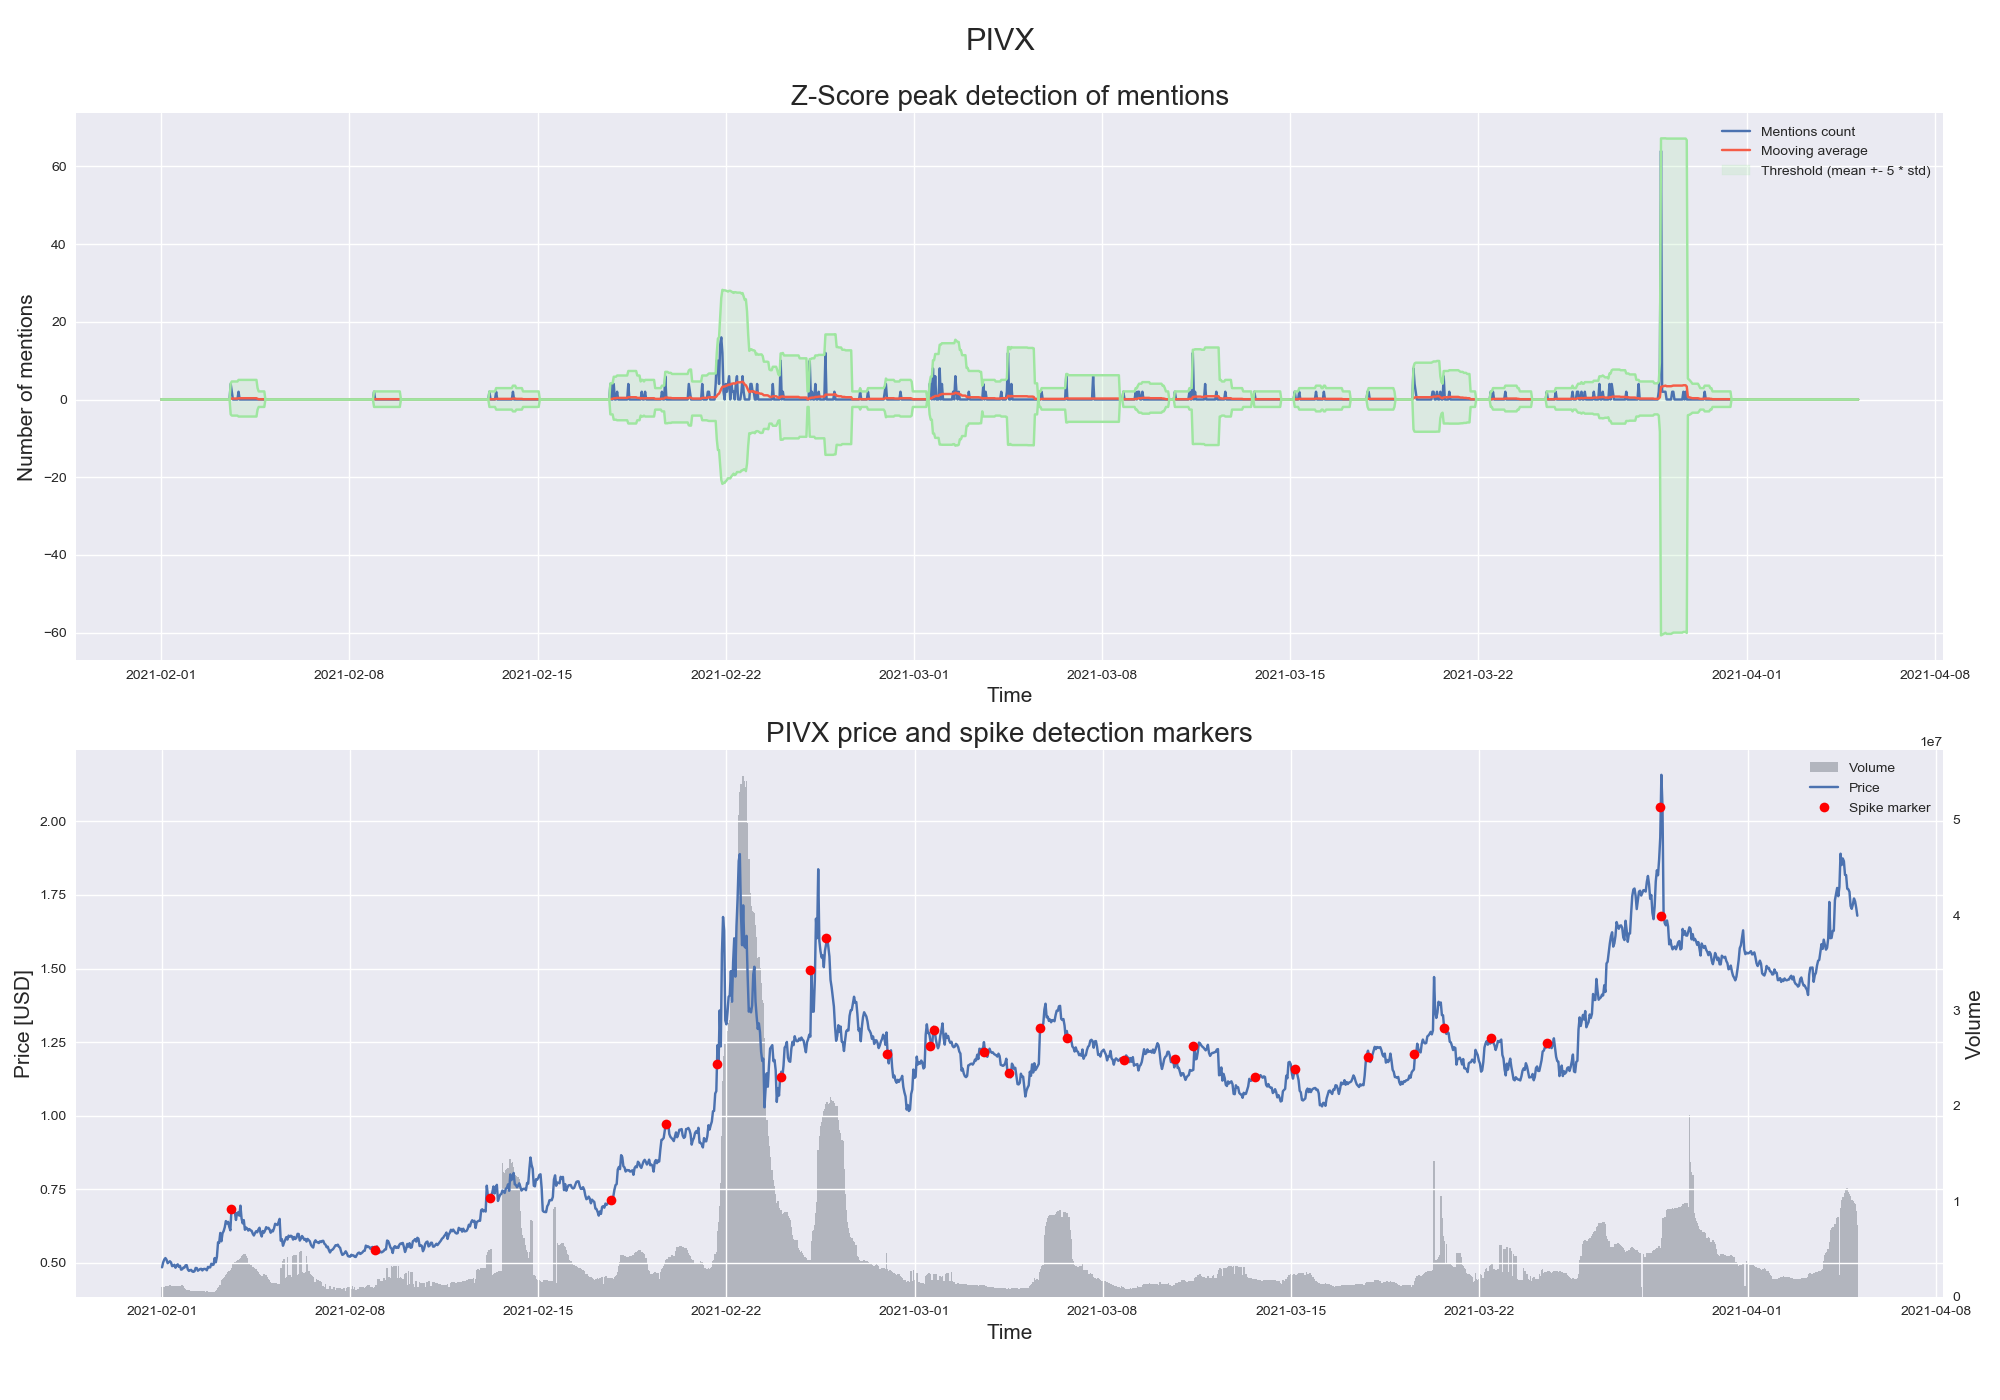 PIVX
Z-Score peak detection of mentions
Mentions count
Mooving average
Threshold (mean +- 5 * std)
Number of mentions
60
40
20
0
−20
−40
−60
2021-02-01 2021-02-08 2021-02-15 2021-02-22 2021-03-01 2021-03-08 2021-03-15 2021-03-22 2021-04-01 2021-04-08
Time
PIVX price and spike detection markers
1e7
Volume
Price
Spike marker
Price [USD]
2.00
1.75
1.50
1.25
1.00
0.75
0.50
5
4
3
2
1
0
Volume
2021-02-01 2021-02-08 2021-02-15 2021-02-22 2021-03-01 2021-03-08 2021-03-15 2021-03-22 2021-04-01 2021-04-08
Time